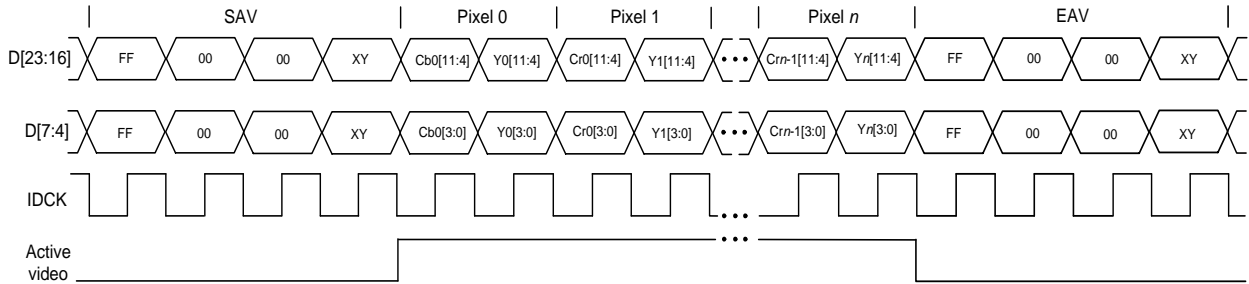 SAV Pixel 0 Pixel 1 Pixel n EAV
D[23:16] FF 00 00 XY Cb0[11:4] Y0[11:4] Cr0[11:4] Y1[11:4] ••• Crn-1[11:4] Yn[11:4] FF 00 00 XY
D[7:4] FF 00 00 XY Cb0[3:0] Y0[3:0] Cr0[3:0] Y1[3:0] ••• Crn-1[3:0] Yn[3:0] FF 00 00 XY
IDCK •••
Active •••
video